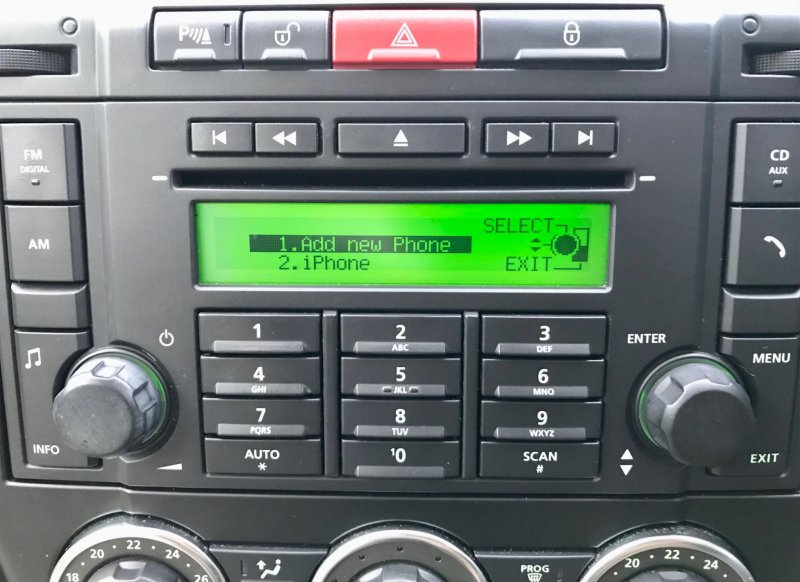 P
FM
DIGITAL
CD
AUX
SELECT
1.Add new Phone
2.iPhone
EXIT
AM
1
2
ABC
3
DEF
ENTER
MENU
4
GHI
5
JKL
6
MNO
7
PQRS
8
TUV
9
WXYZ
INFO
AUTO
*
10
SCAN
#
EXIT
18 20 22 24 26
PROG
20 22 24